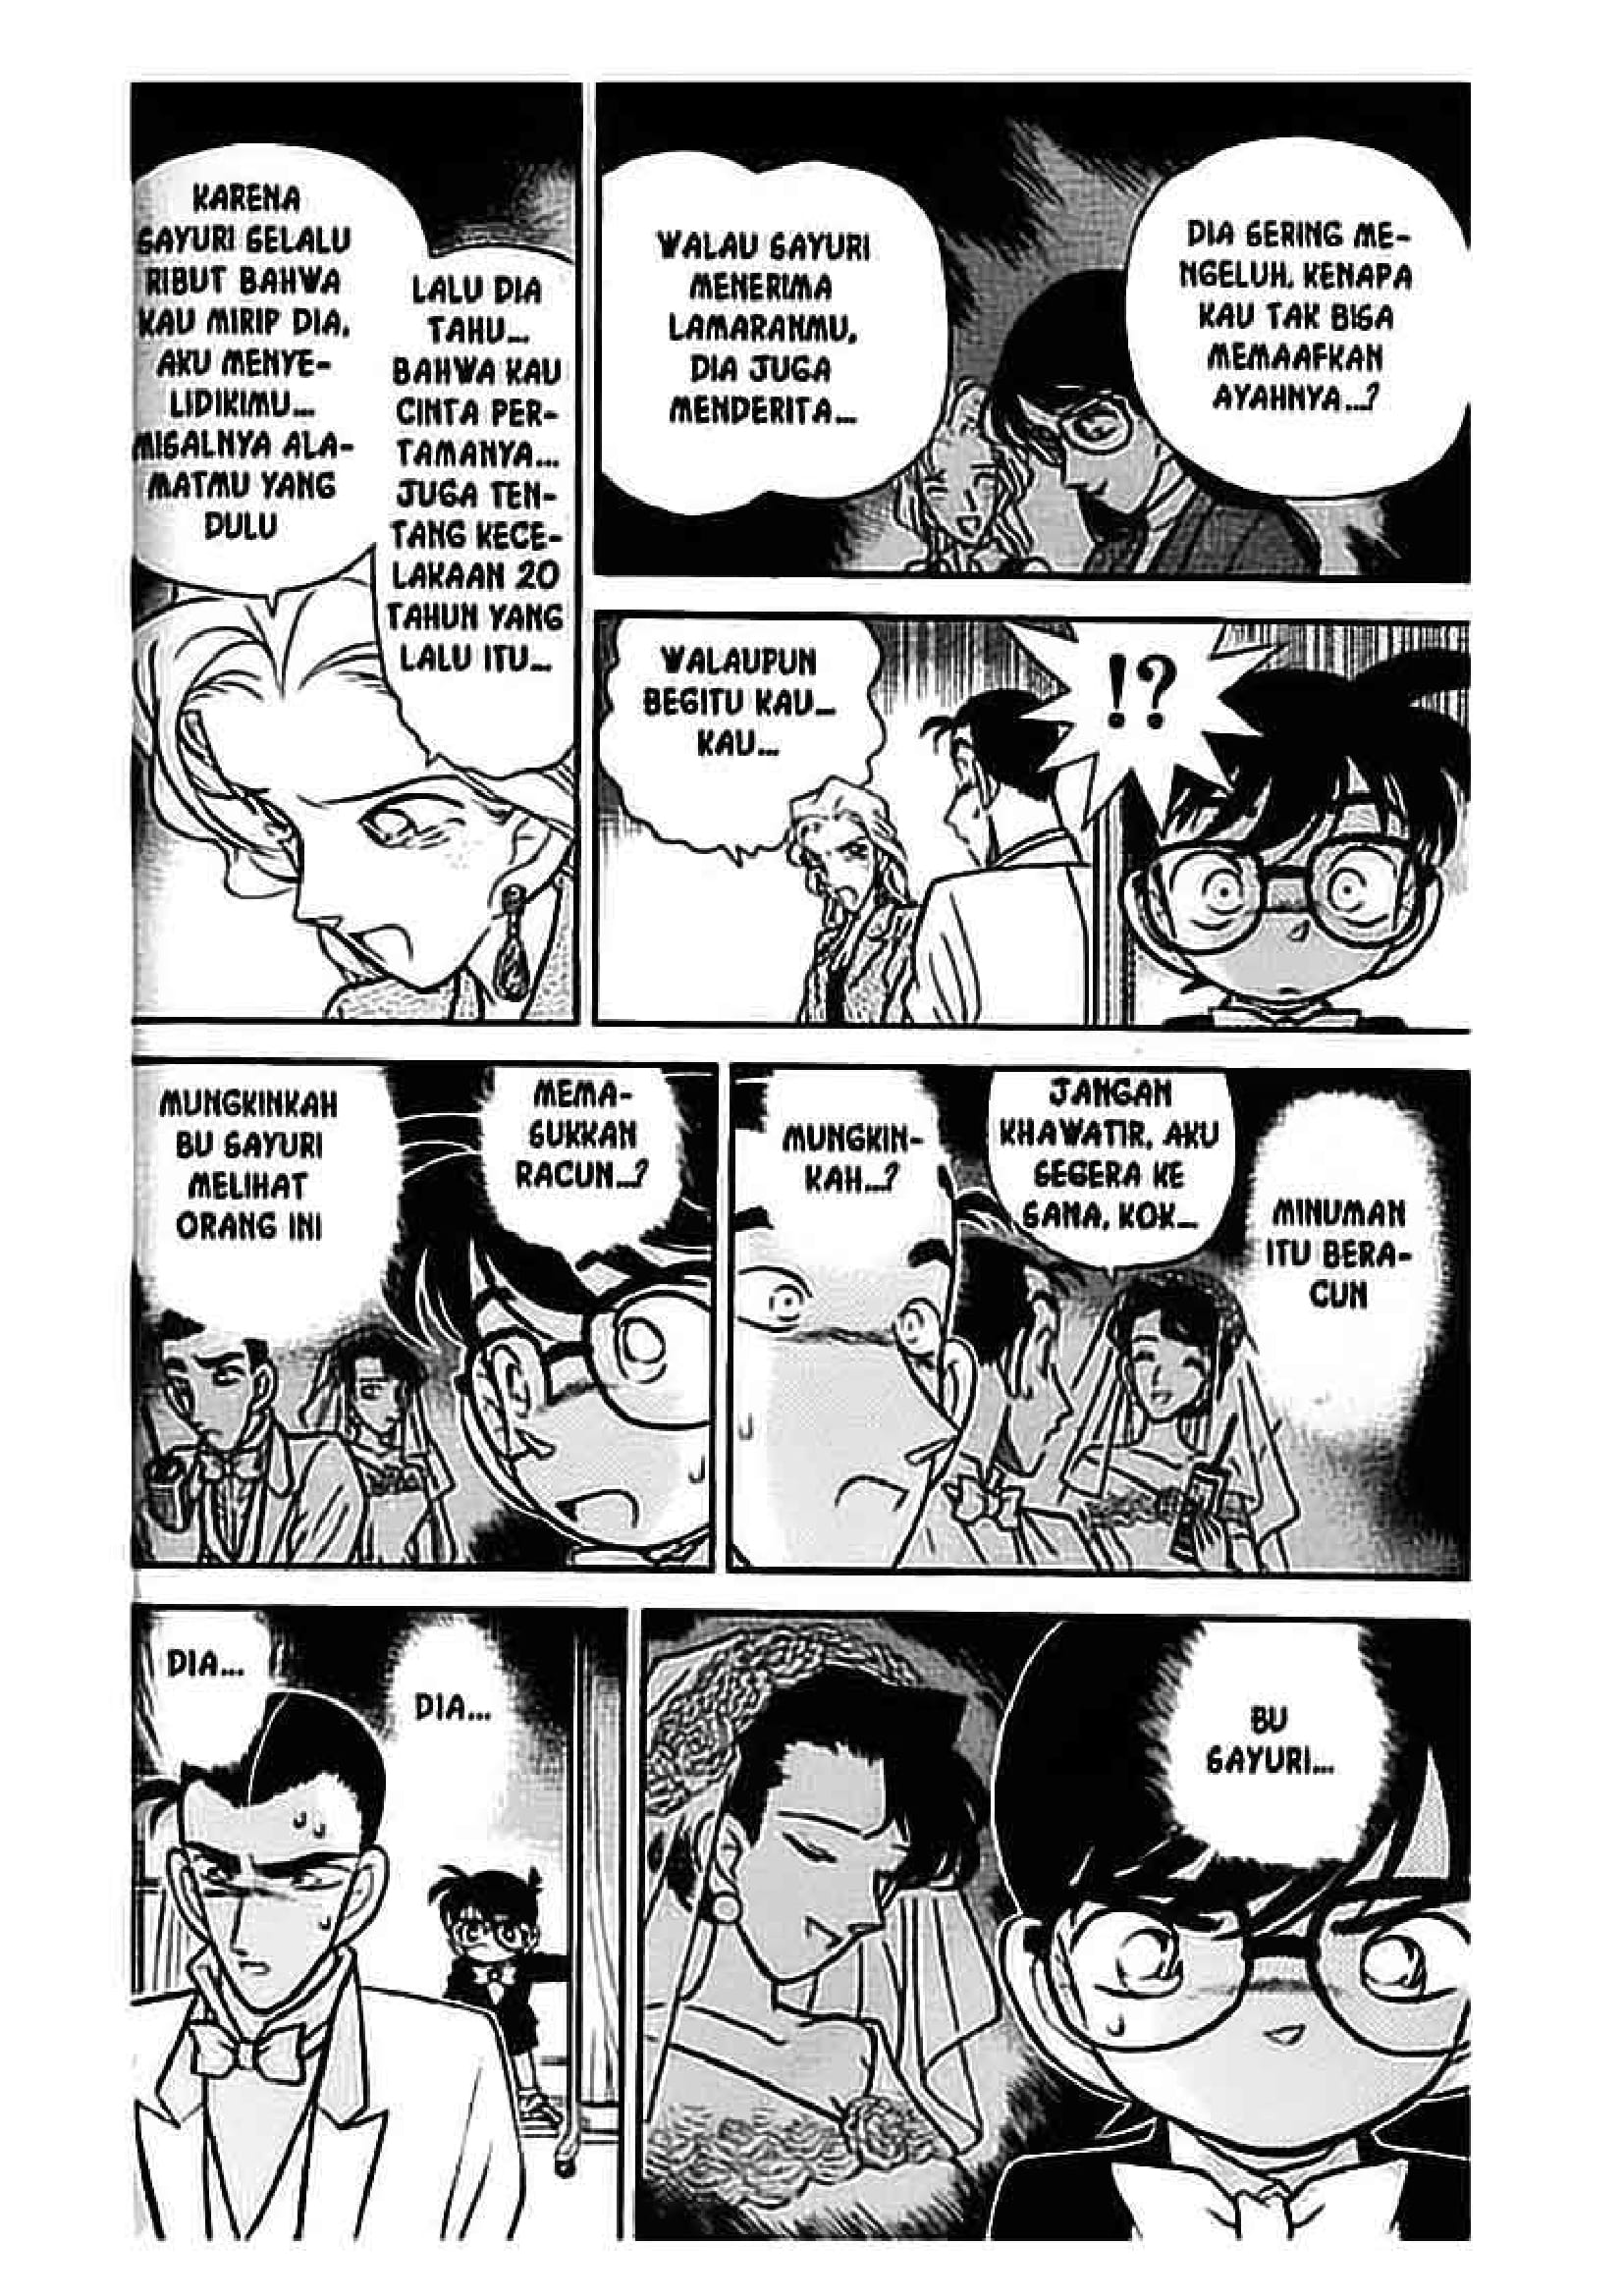 DIA SERING ME-
NGELUH, KENAPA
KAU TAK BISA
MEMAAFKAN
AYAHNYA...?
WALAU SAYURI
MENERIMA
LAMARANMU,
DIA JUGA
MENDERITA...
!?
WALAUPUN
BEGITU KAU...
KAU...
LALU DIA
TAHU...
BAHWA KAU
CINTA PER-
TAMANYA...
JUGA TEN-
TANG KECE-
LAKAAN 20
TAHUN YANG
LALU ITU...
KARENA
SAYURI SELALU
RIBUT BAHWA
KAU MIRIP DIA,
AKU MENYE-
LIDIKIMU...
MISALNYA ALA-
MATMU YANG
DULU
MINUMAN
ITU BERA-
CUN
JANGAN
KHAWATIR, AKU
SEGERA KE
SANA, KOK...
MUNGKIN-
KAH...?
MEMA-
SUKKAN
RACUN...?
MUNGKINKAH
BU SAYURI
MELIHAT
ORANG INI
BU
SAYURI...
DIA...
DIA...